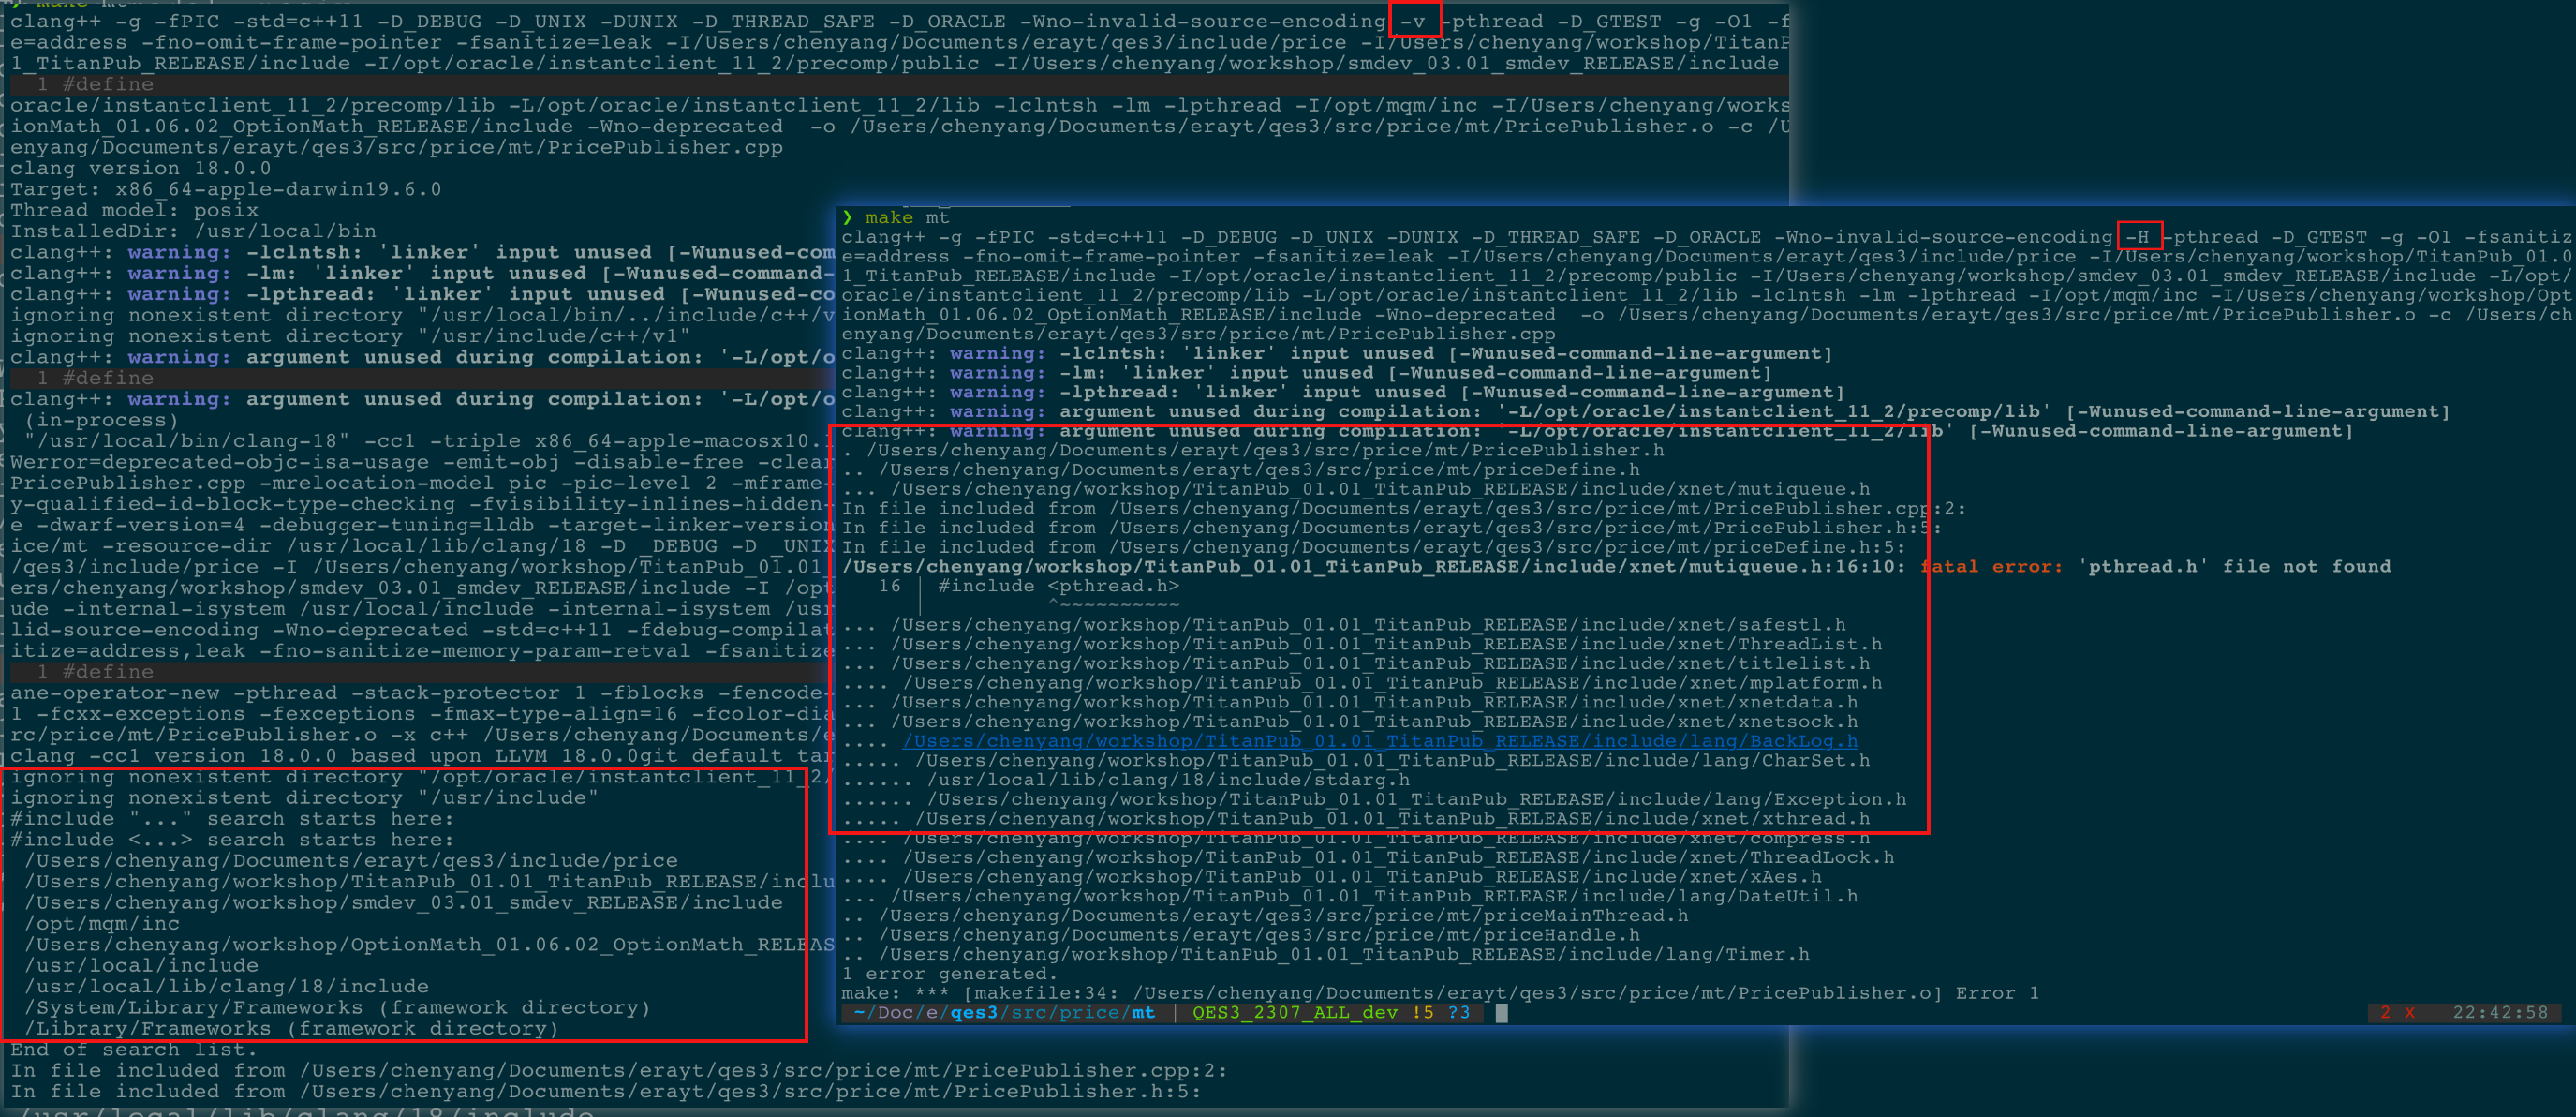 clang++ -g -fPIC -std=c++11 -D_DEBUG -D_UNIX -DUNIX -D_THREAD_SAFE -D_ORACLE -Wno-invalid-source-encoding -v -pthread -D_GTEST -g -O1 -f
e=address -fno-omit-frame-pointer -fsanitize=leak -I/Users/chenyang/Documents/erayt/qes3/include/price -I/Users/chenyang/workshop/TitanP
1_TitanPub_RELEASE/include -I/opt/oracle/instantclient_11_2/precomp/public -I/Users/chenyang/workshop/smdev_03.01_smdev_RELEASE/include
1 #define
oracle/instantclient_11_2/precomp/lib -L/opt/oracle/instantclient_11_2/lib -lclntsh -lm -lpthread -I/opt/mqm/inc -I/Users/chenyang/works
ionMath_01.06.02_OptionMath_RELEASE/include -Wno-deprecated  -o /Users/chenyang/Documents/erayt/qes3/src/price/mt/PricePublisher.o -c /U
enyang/Documents/erayt/qes3/src/price/mt/PricePublisher.cpp
clang version 18.0.0
Target: x86_64-apple-darwin19.6.0
Thread model: posix
InstalledDir: /usr/local/bin
clang++: warning: -lclntsh: 'linker' input unused [-Wunused-com
clang++: warning: -lm: 'linker' input unused [-Wunused-command-
clang++: warning: -lpthread: 'linker' input unused [-Wunused-co
ignoring nonexistent directory "/usr/local/bin/../include/c++/v
ignoring nonexistent directory "/usr/include/c++/v1"
clang++: warning: argument unused during compilation: '-L/opt/o
1 #define
clang++: warning: argument unused during compilation: '-L/opt/o
(in-process)
"/usr/local/bin/clang-18" -cc1 -triple x86_64-apple-macosx10.1
Werror=deprecated-objc-isa-usage -emit-obj -disable-free -clear
PricePublisher.cpp -mrelocation-model pic -pic-level 2 -mframe-
y-qualified-id-block-type-checking -fvisibility-inlines-hidden-
e -dwarf-version=4 -debugger-tuning=lldb -target-linker-version
ice/mt -resource-dir /usr/local/lib/clang/18 -D _DEBUG -D _UNIX
/qes3/include/price -I /Users/chenyang/workshop/TitanPub_01.01_
ers/chenyang/workshop/smdev_03.01_smdev_RELEASE/include -I /opt
ude -internal-isystem /usr/local/include -internal-isystem /usr
lid-source-encoding -Wno-deprecated -std=c++11 -fdebug-compilat
itize=address,leak -fno-sanitize-memory-param-retval -fsanitize
1 #define
ane-operator-new -pthread -stack-protector 1 -fblocks -fencode-
1 -fcxx-exceptions -fexceptions -fmax-type-align=16 -fcolor-dia
rc/price/mt/PricePublisher.o -x c++ /Users/chenyang/Documents/e
clang -cc1 version 18.0.0 based upon LLVM 18.0.0git default tar
ignoring nonexistent directory "/opt/oracle/instantclient_11_2/
ignoring nonexistent directory "/usr/include"
#include "..." search starts here:
#include <...> search starts here:
/Users/chenyang/Documents/erayt/qes3/include/price
/Users/chenyang/workshop/TitanPub_01.01_TitanPub_RELEASE/inclu
/Users/chenyang/workshop/smdev_03.01_smdev_RELEASE/include
/opt/mqm/inc
/Users/chenyang/workshop/OptionMath_01.06.02_OptionMath_RELEAS
/usr/local/include
/usr/local/lib/clang/18/include
/System/Library/Frameworks (framework directory)
/Library/Frameworks (framework directory)
End of search list.
In file included from /Users/chenyang/Documents/erayt/qes3/src/price/mt/PricePublisher.cpp:2:
In file included from /Users/chenyang/Documents/erayt/qes3/src/price/mt/PricePublisher.h:5:
❯ make mt
clang++ -g -fPIC -std=c++11 -D_DEBUG -D_UNIX -DUNIX -D_THREAD_SAFE -D_ORACLE -Wno-invalid-source-encoding -H -pthread -D_GTEST -g -O1 -fsanitiz
e=address -fno-omit-frame-pointer -fsanitize=leak -I/Users/chenyang/Documents/erayt/qes3/include/price -I/Users/chenyang/workshop/TitanPub_01.0
1_TitanPub_RELEASE/include -I/opt/oracle/instantclient_11_2/precomp/public -I/Users/chenyang/workshop/smdev_03.01_smdev_RELEASE/include -L/opt/
oracle/instantclient_11_2/precomp/lib -L/opt/oracle/instantclient_11_2/lib -lclntsh -lm -lpthread -I/opt/mqm/inc -I/Users/chenyang/workshop/Opt
ionMath_01.06.02_OptionMath_RELEASE/include -Wno-deprecated  -o /Users/chenyang/Documents/erayt/qes3/src/price/mt/PricePublisher.o -c /Users/ch
enyang/Documents/erayt/qes3/src/price/mt/PricePublisher.cpp
clang++: warning: -lclntsh: 'linker' input unused [-Wunused-command-line-argument]
clang++: warning: -lm: 'linker' input unused [-Wunused-command-line-argument]
clang++: warning: -lpthread: 'linker' input unused [-Wunused-command-line-argument]
clang++: warning: argument unused during compilation: '-L/opt/oracle/instantclient_11_2/precomp/lib' [-Wunused-command-line-argument]
clang++: warning: argument unused during compilation: '-L/opt/oracle/instantclient_11_2/lib' [-Wunused-command-line-argument]
. /Users/chenyang/Documents/erayt/qes3/src/price/mt/PricePublisher.h
.. /Users/chenyang/Documents/erayt/qes3/src/price/mt/priceDefine.h
... /Users/chenyang/workshop/TitanPub_01.01_TitanPub_RELEASE/include/xnet/mutiqueue.h
In file included from /Users/chenyang/Documents/erayt/qes3/src/price/mt/PricePublisher.cpp:2:
In file included from /Users/chenyang/Documents/erayt/qes3/src/price/mt/PricePublisher.h:5:
In file included from /Users/chenyang/Documents/erayt/qes3/src/price/mt/priceDefine.h:5:
/Users/chenyang/workshop/TitanPub_01.01_TitanPub_RELEASE/include/xnet/mutiqueue.h:16:10: fatal error: 'pthread.h' file not found
16 | #include <pthread.h>
| ^~~~~~~~~~~
... /Users/chenyang/workshop/TitanPub_01.01_TitanPub_RELEASE/include/xnet/safestl.h
... /Users/chenyang/workshop/TitanPub_01.01_TitanPub_RELEASE/include/xnet/ThreadList.h
... /Users/chenyang/workshop/TitanPub_01.01_TitanPub_RELEASE/include/xnet/titlelist.h
.... /Users/chenyang/workshop/TitanPub_01.01_TitanPub_RELEASE/include/xnet/mplatform.h
... /Users/chenyang/workshop/TitanPub_01.01_TitanPub_RELEASE/include/xnet/xnetdata.h
... /Users/chenyang/workshop/TitanPub_01.01_TitanPub_RELEASE/include/xnet/xnetsock.h
.... /Users/chenyang/workshop/TitanPub_01.01_TitanPub_RELEASE/include/lang/BackLog.h
..... /Users/chenyang/workshop/TitanPub_01.01_TitanPub_RELEASE/include/lang/CharSet.h
...... /usr/local/lib/clang/18/include/stdarg.h
...... /Users/chenyang/workshop/TitanPub_01.01_TitanPub_RELEASE/include/lang/Exception.h
..... /Users/chenyang/workshop/TitanPub_01.01_TitanPub_RELEASE/include/xnet/xthread.h
.... /Users/chenyang/workshop/TitanPub_01.01_TitanPub_RELEASE/include/xnet/compress.h
.... /Users/chenyang/workshop/TitanPub_01.01_TitanPub_RELEASE/include/xnet/ThreadLock.h
.... /Users/chenyang/workshop/TitanPub_01.01_TitanPub_RELEASE/include/xnet/xAes.h
... /Users/chenyang/workshop/TitanPub_01.01_TitanPub_RELEASE/include/lang/DateUtil.h
.. /Users/chenyang/Documents/erayt/qes3/src/price/mt/priceMainThread.h
.. /Users/chenyang/Documents/erayt/qes3/src/price/mt/priceHandle.h
.. /Users/chenyang/workshop/TitanPub_01.01_TitanPub_RELEASE/include/lang/Timer.h
1 error generated.
make: *** [makefile:34: /Users/chenyang/Documents/erayt/qes3/src/price/mt/PricePublisher.o] Error 1
~/Doc/e/qes3/src/price/mt | QES3_2307_ALL_dev !5 ?3
2 X | 22:42:58